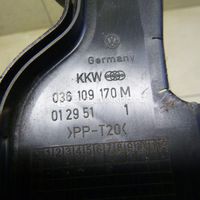 Germany
KKW
036 109 170 M
01 29 51 1
>PP-T20<